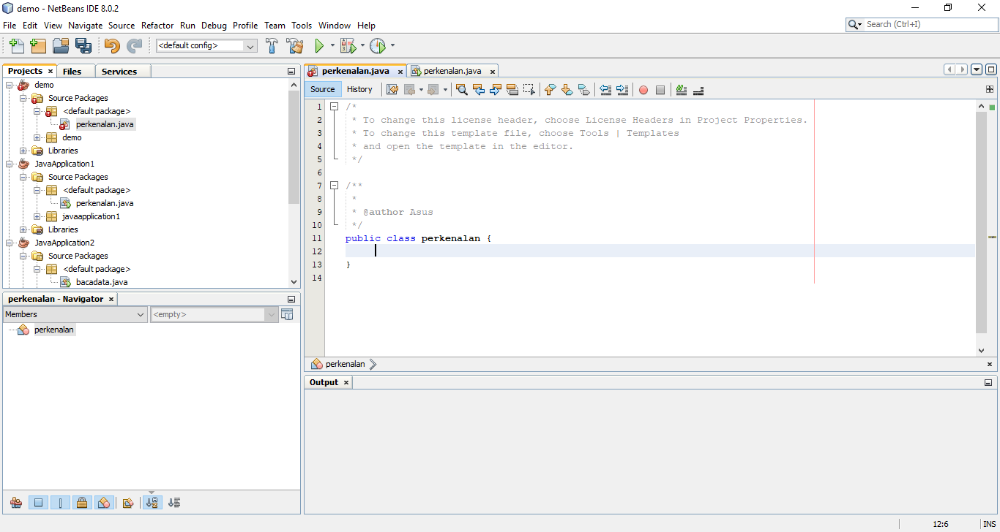 demo - NetBeans IDE 8.0.2
File Edit View Navigate Source Refactor Run Debug Profile Team Tools Window Help
Search (Ctrl+I)
<default config>
Projects Files Services
demo
Source Packages
<default package>
perkenalan.java
demo
Libraries
JavaApplication1
Source Packages
<default package>
perkenalan.java
javaapplication1
Libraries
JavaApplication2
Source Packages
<default package>
bacadata.java
perkenalan - Navigator
Members <empty>
perkenalan
perkenalan.java perkenalan.java
Source History
1 /*
2 * To change this license header, choose License Headers in Project Properties.
3 * To change this template file, choose Tools | Templates
4 * and open the template in the editor.
5 */
6
7 /**
8 *
9 * @author Asus
10 */
11 public class perkenalan {
12
13 }
14
perkenalan
Output
12:6 INS